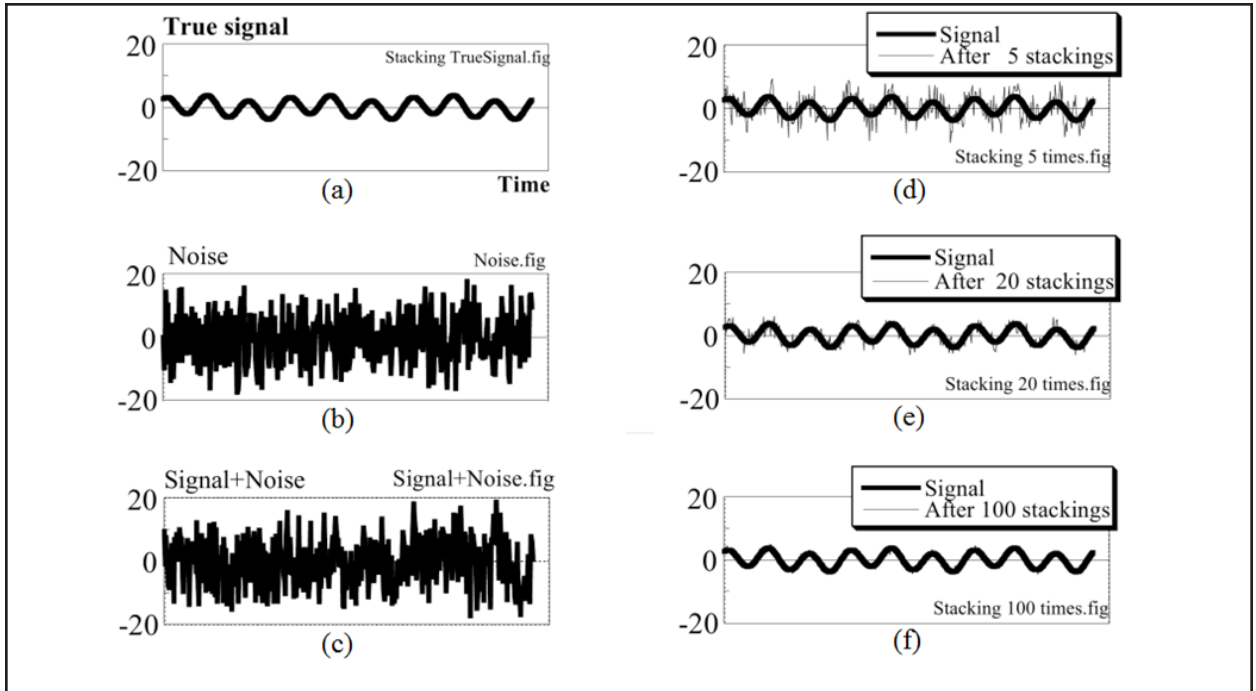 True signal
Stacking TrueSignal.fig
20
0
-20
Time
(a)
Noise
Noise.fig
20
0
-20
(b)
Signal+Noise
Signal+Noise.fig
20
0
-20
(c)
Signal
After 5 stackings
20
0
-20
Stacking 5 times.fig
(d)
Signal
After 20 stackings
20
0
-20
Stacking 20 times.fig
(e)
Signal
After 100 stackings
20
0
-20
Stacking 100 times.fig
(f)